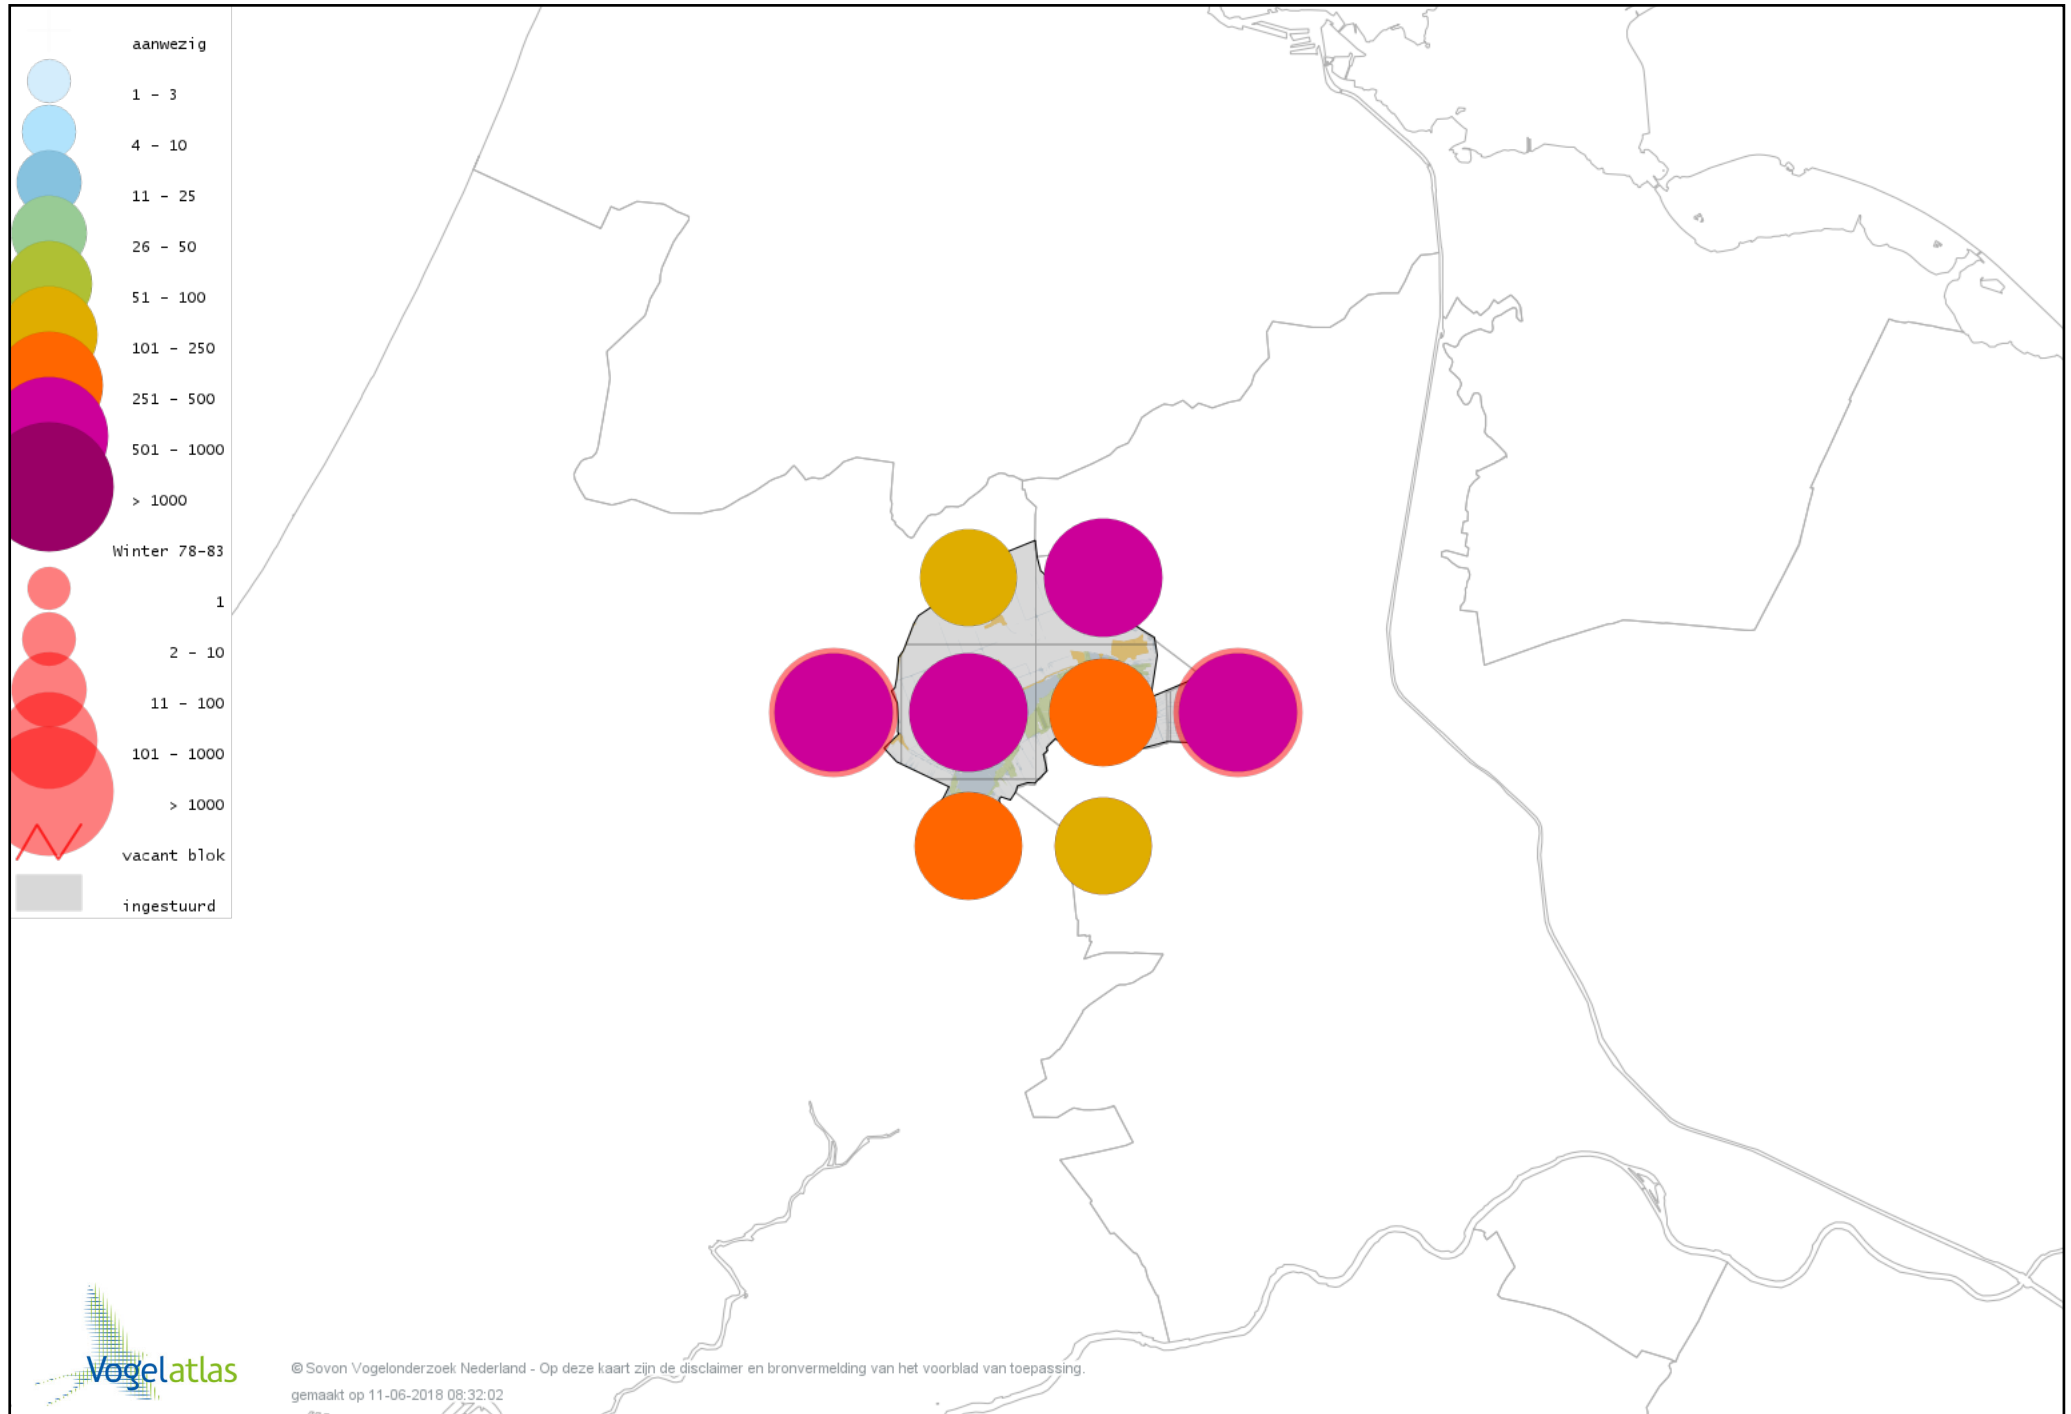 aanwezig
1 - 3
4 - 10
11 - 25
26 - 50
51 - 100
101 - 250
251 - 500
501 - 1000
> 1000
Winter 78-83
1
2 - 10
11 - 100
101 - 1000
> 1000
vacant blok
ingestuurd
Vogelatlas
© Sovon Vogelonderzoek Nederland - Op deze kaart zijn de disclaimer en bronvermelding van het voorblad van toepassing.
gemaakt op 11-06-2018 08:32:02